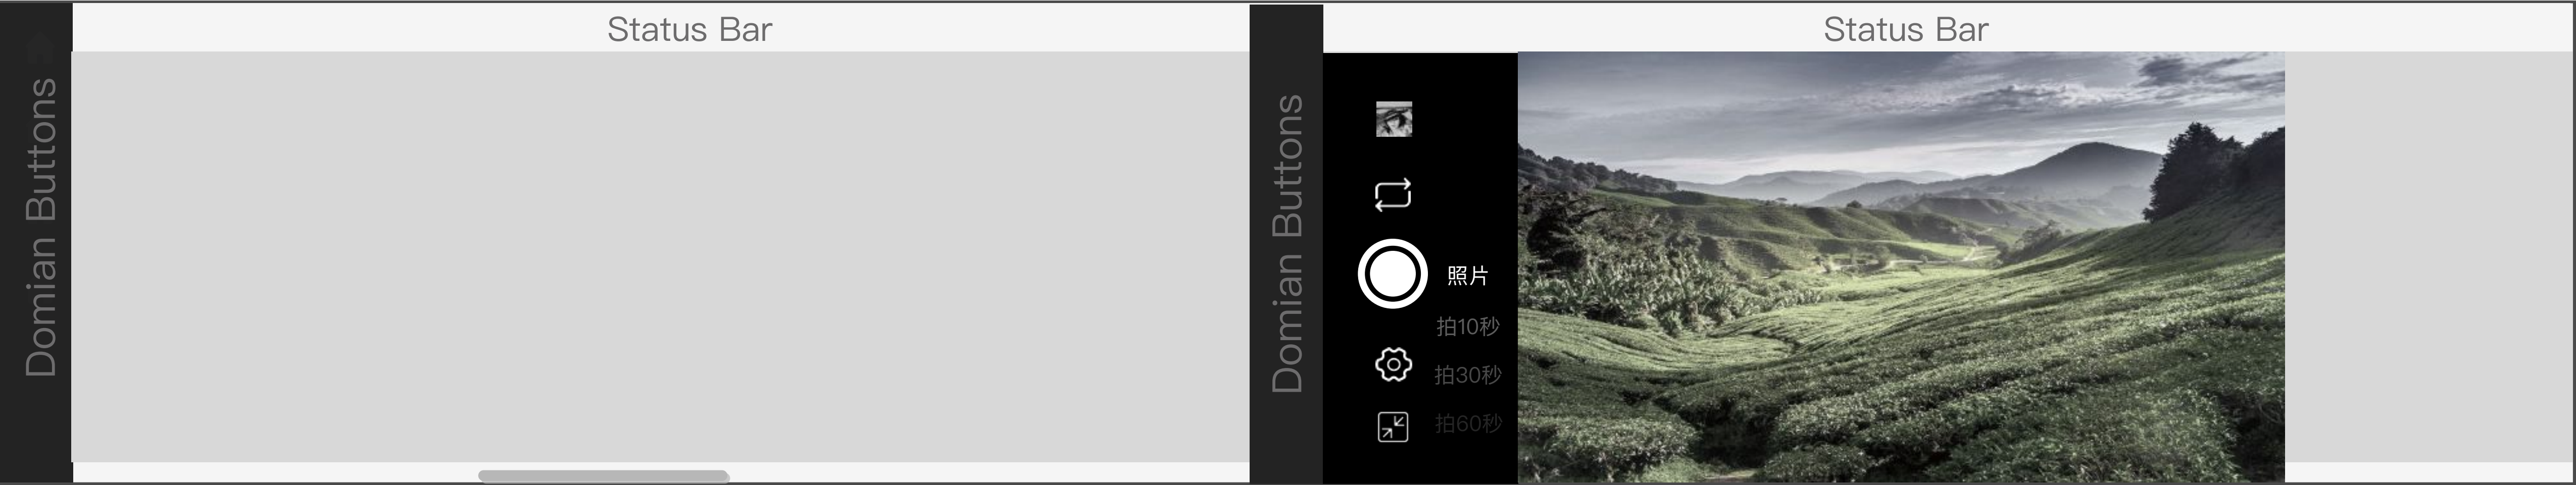 Status Bar
Domian Buttons
Status Bar
Domian Buttons
照片
拍10秒
拍30秒
拍60秒